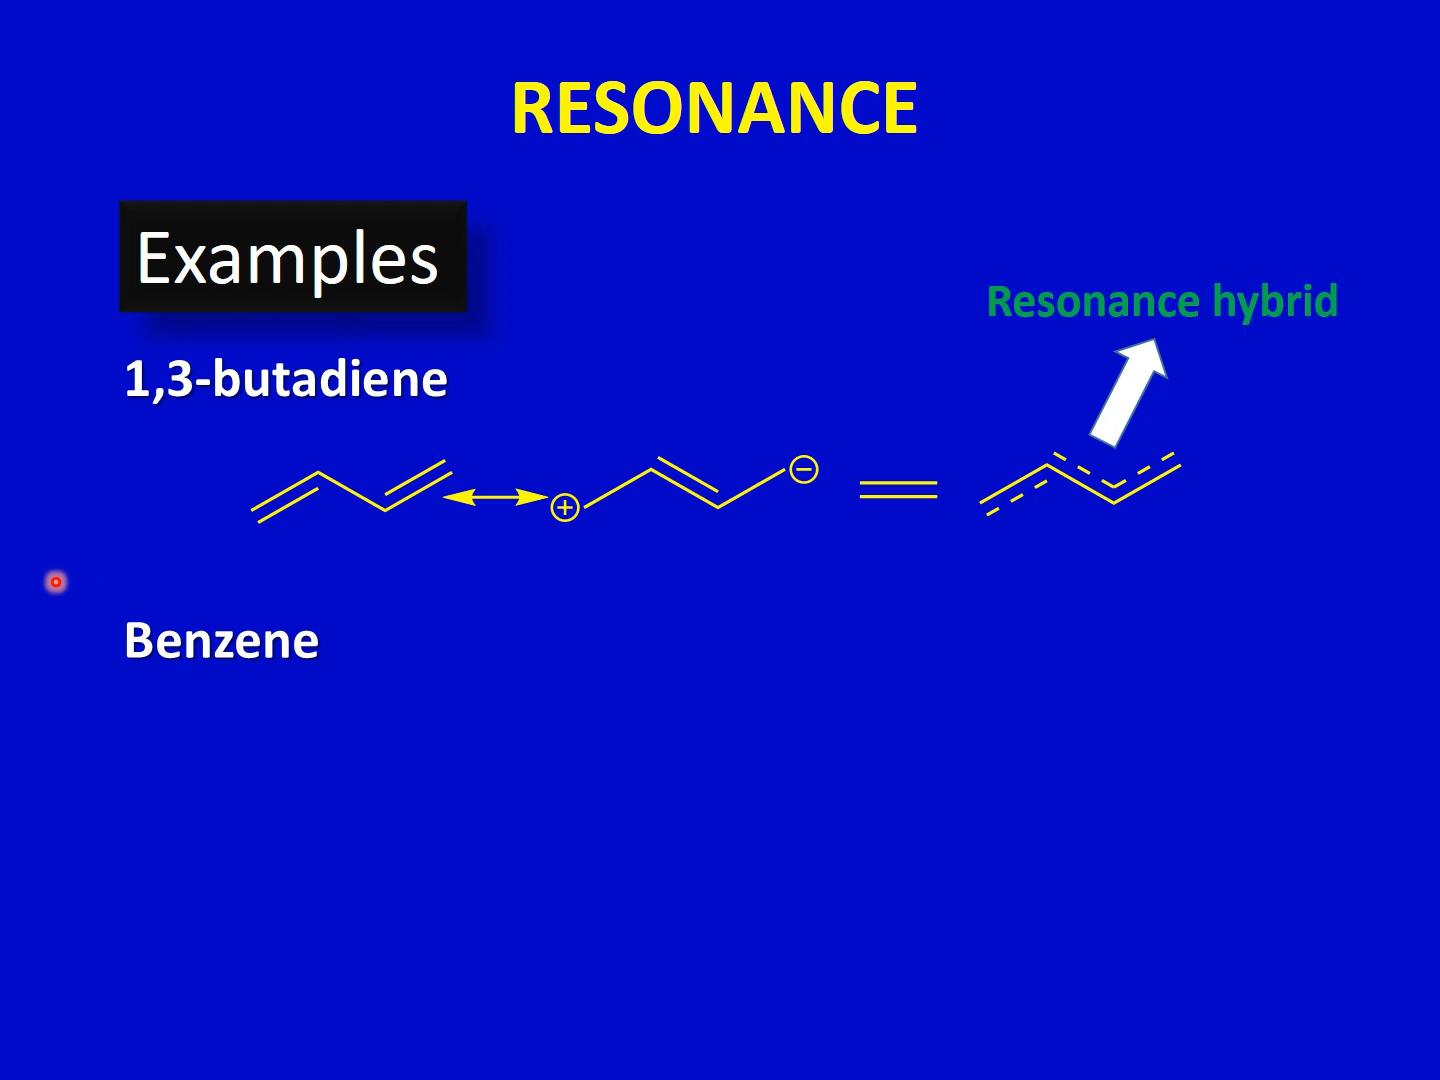 RESONANCE
Examples
Resonance hybrid
1,3-butadiene
Benzene